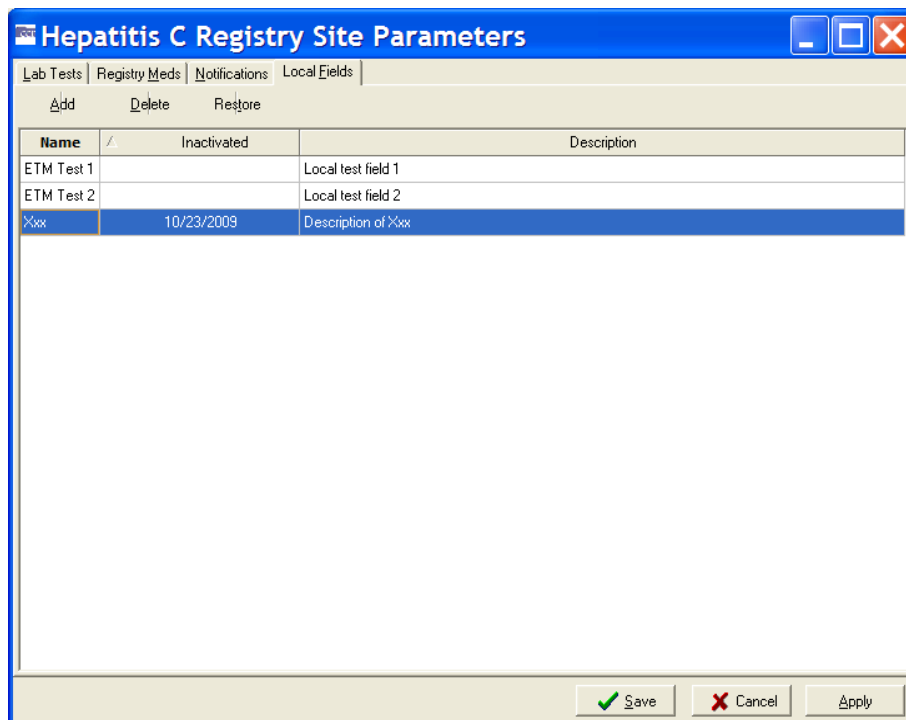 Hepatitis C Registry Site Parameters
Lab Tests Registry Meds Notifications Local Fields
Add Delete Restore
Name Inactivated Description
ETM Test 1 Local test field 1
ETM Test 2 Local test field 2
Xxx 10/23/2009 Description of Xxx
Save Cancel Apply